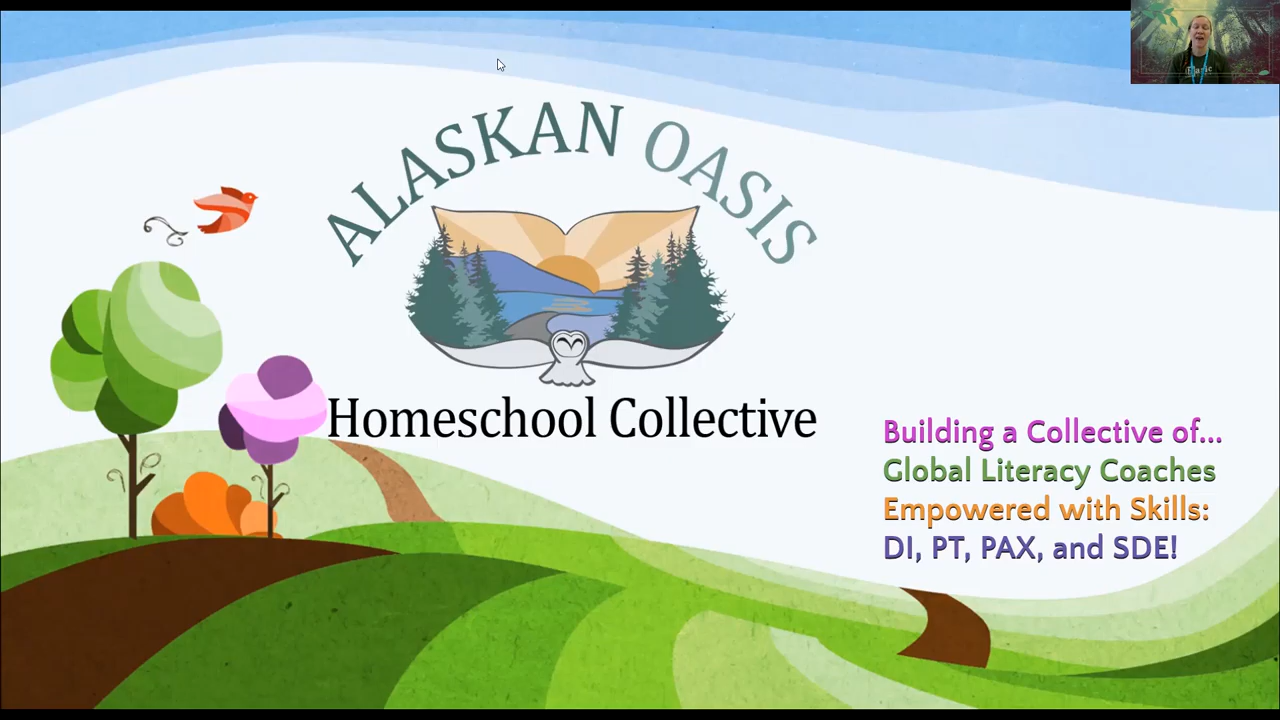 ALASKAN OASIS
Homeschool Collective
Building a Collective of...
Global Literacy Coaches
Empowered with Skills:
DI, PT, PAX, and SDE!